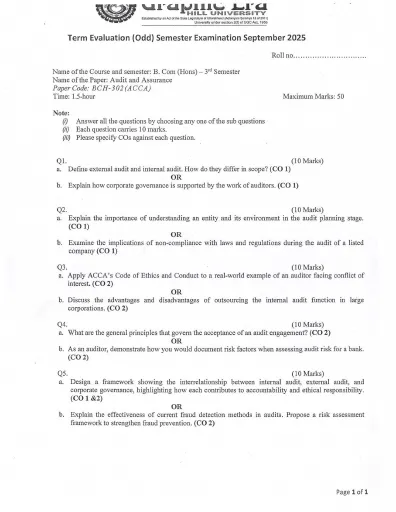 Graphic Era
HILL UNIVERSITY
University under section 2(f) of UGC Act, 1956
Term Evaluation (Odd) Semester Examination September 2025
Roll no..............................
Name of the Course and semester: B. Com (Hons) – 3rd Semester
Name of the Paper: Audit and Assurance
Paper Code: BCH-302 (ACCA)
Time: 1.5-hour Maximum Marks: 50
Note:
(i) Answer all the questions by choosing any one of the sub questions
(ii) Each question carries 10 marks.
(iii) Please specify COs against each question.
Q1. (10 Marks)
a. Define external audit and internal audit. How do they differ in scope? (CO 1)
OR
b. Explain how corporate governance is supported by the work of auditors. (CO 1)
Q2. (10 Marks)
a. Explain the importance of understanding an entity and its environment in the audit planning stage.
(CO 1)
OR
b. Examine the implications of non-compliance with laws and regulations during the audit of a listed
company (CO 1)
Q3. (10 Marks)
a. Apply ACCA's Code of Ethics and Conduct to a real-world example of an auditor facing conflict of
interest. (CO 2)
OR
b. Discuss the advantages and disadvantages of outsourcing the internal audit function in large
corporations. (CO 2)
Q4. (10 Marks)
a. What are the general principles that govern the acceptance of an audit engagement? (CO 2)
OR
b. As an auditor, demonstrate how you would document risk factors when assessing audit risk for a bank.
(CO 2)
Q5. (10 Marks)
a. Design a framework showing the interrelationship between internal audit, external audit, and
corporate governance, highlighting how each contributes to accountability and ethical responsibility.
(CO 1 &2)
OR
b. Explain the effectiveness of current fraud detection methods in audits. Propose a risk assessment
framework to strengthen fraud prevention. (CO 2)
Page 1 of 1